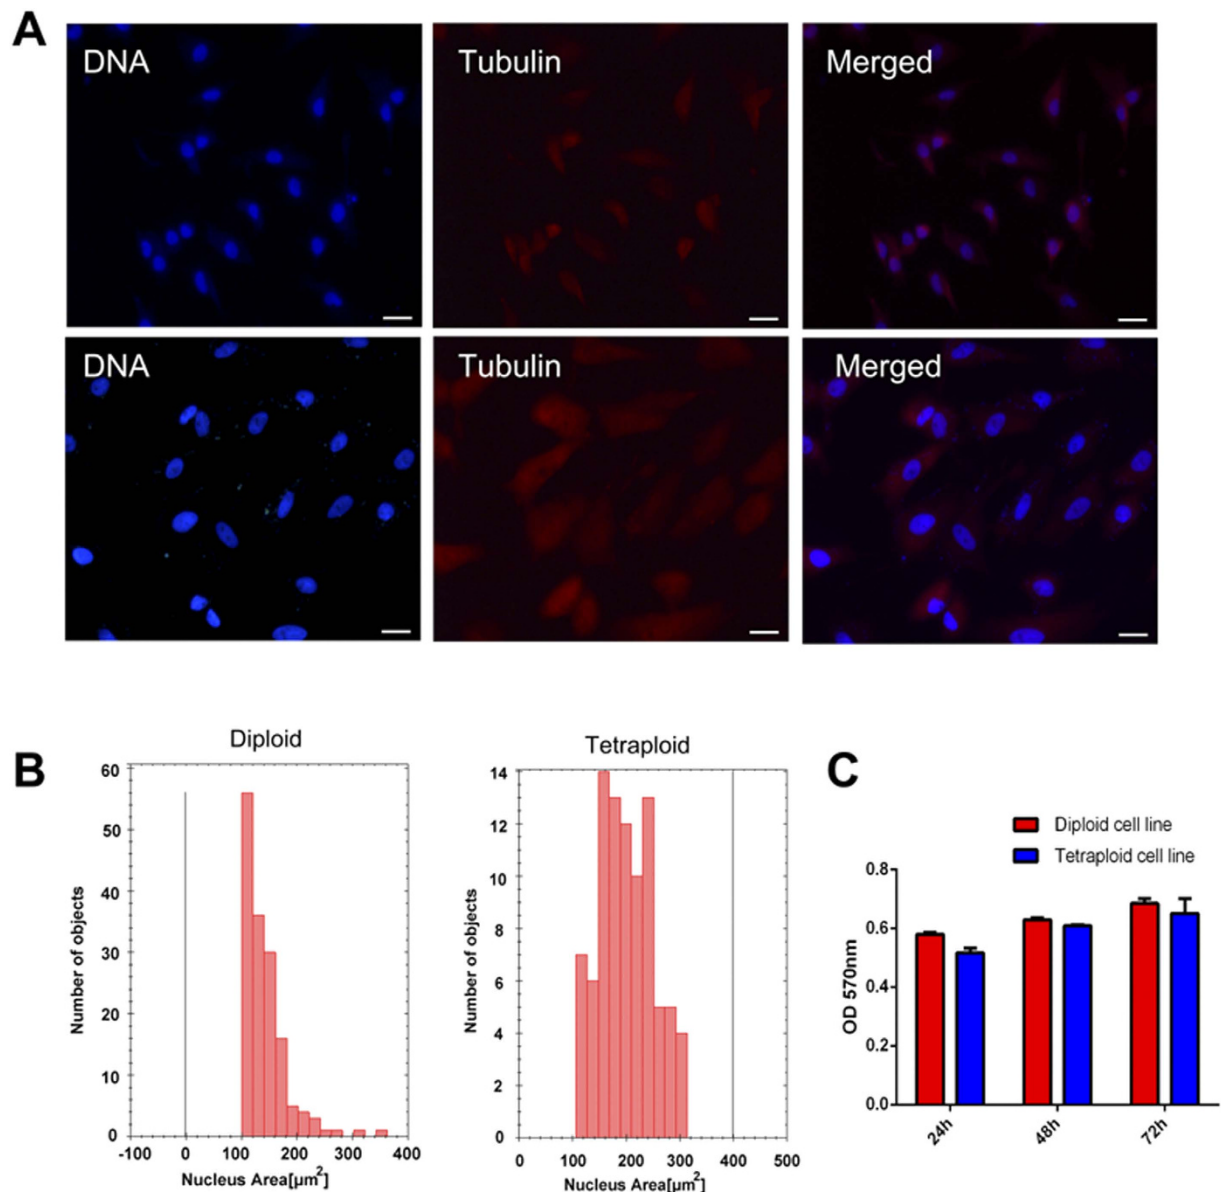 A
DNA
Tubulin
Merged
DNA
Tubulin
Merged
B
Diploid
Number of objects
60
50
40
30
20
10
0
-100 0 100 200 300 400
Nucleus Area[µm²]
Tetraploid
Number of objects
14
12
10
8
6
4
2
0
0 100 200 300 400 500
Nucleus Area[µm²]
C
Diploid cell line
Tetraploid cell line
OD 570nm
0.8
0.6
0.4
0.2
0.0
24h
48h
72h